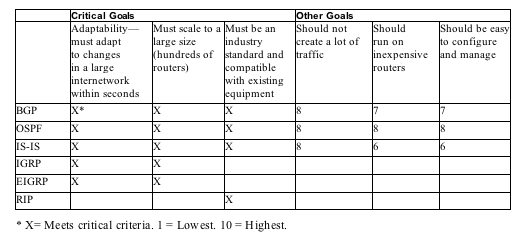 Critical Goals Other Goals
Adaptability— Must scale to a Must be an Should not Should Should be easy
must adapt large size industry create a lot of run on to configure
to changes (hundreds of standard and traffic inexpensive and manage
in a large routers) compatible routers
internetwork with existing
within seconds equipment
BGP X* X X 8 7 7
OSPF X X X 8 8 8
IS-IS X X X 8 6 6
IGRP X X
EIGRP X X
RIP X
* X= Meets critical criteria. 1 = Lowest. 10 = Highest.